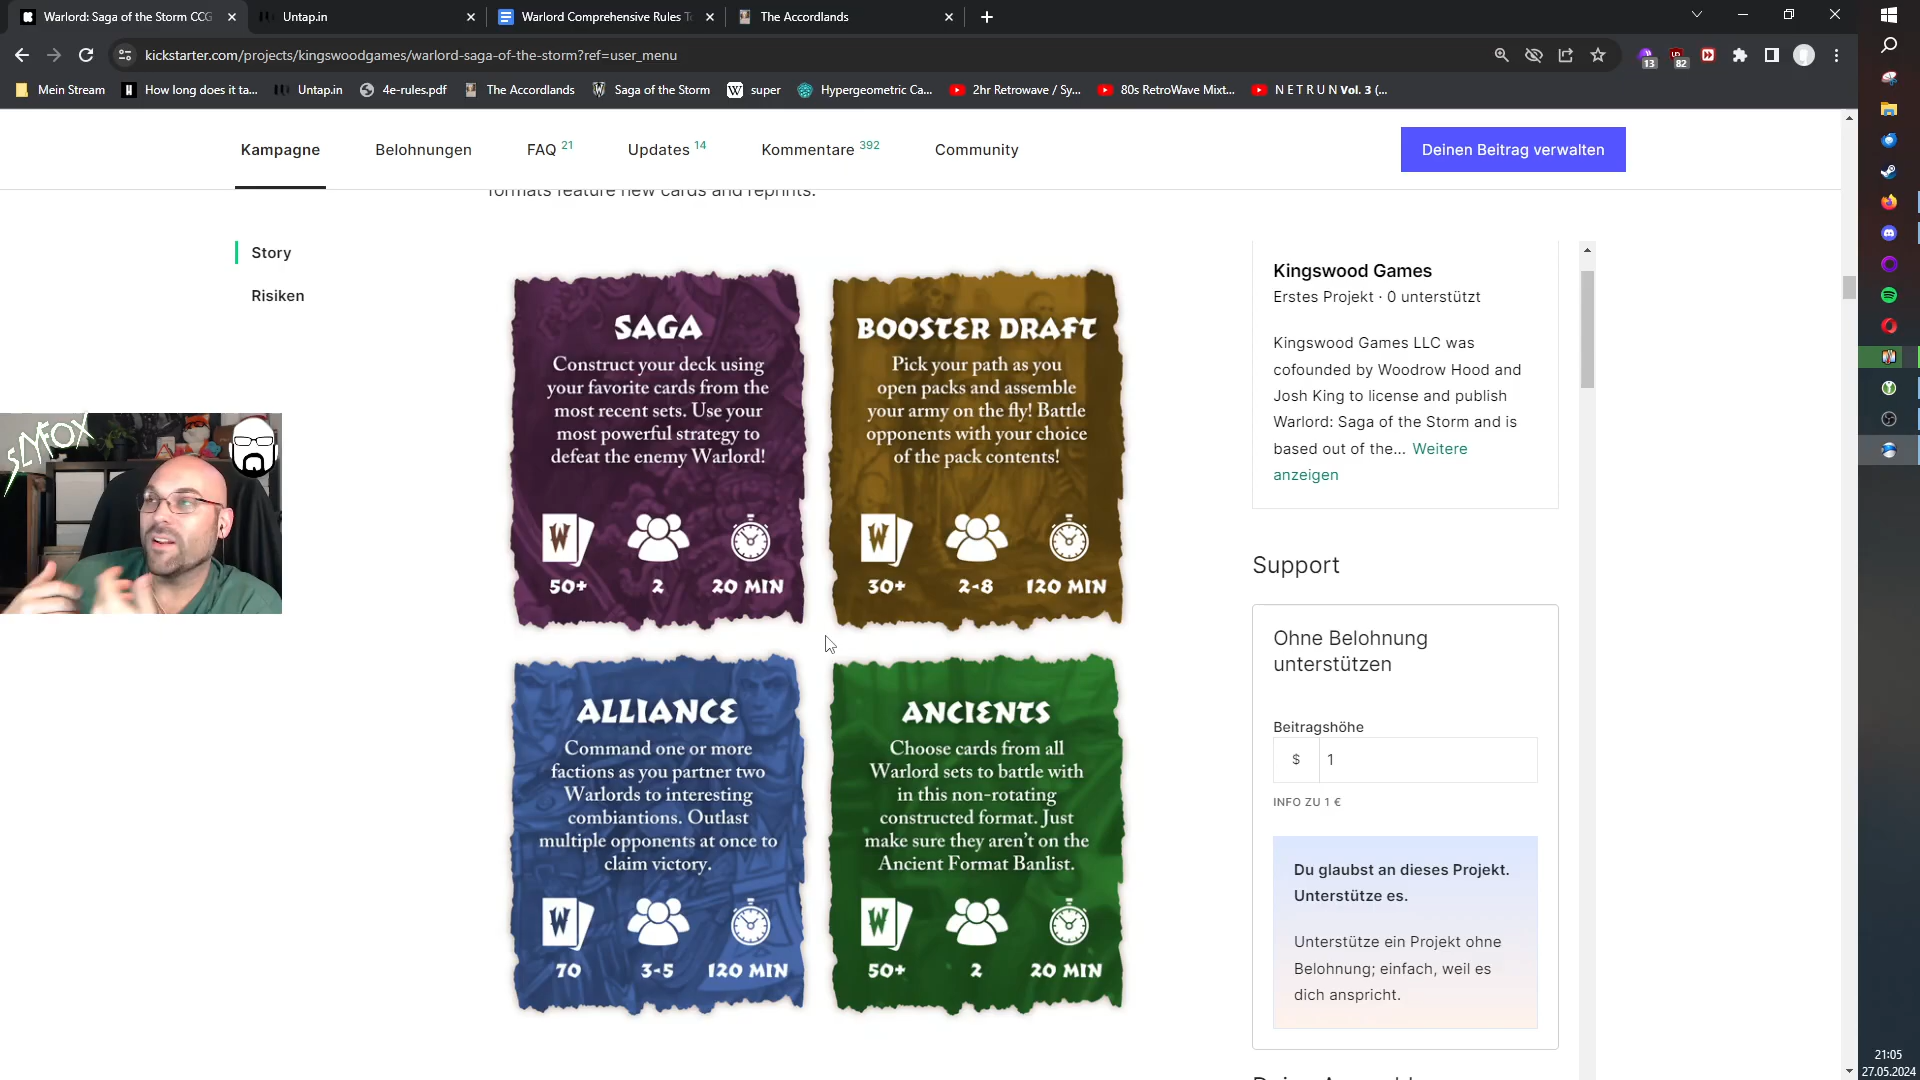 Warlord: Saga of the Storm CCG
Untap.in
Warlord Comprehensive Rules
The Accordlands
kickstarter.com/projects/kingswoodgames/warlord-saga-of-the-storm?ref=user_menu
13
82
Mein Stream
How long does it ta...
Untap.in
4e-rules.pdf
The Accordlands
Saga of the Storm
super
Hypergeometric Ca...
2hr Retrowave / Sy...
80s RetroWave Mixt...
N E T R U N Vol. 3 (...
Kampagne
Belohnungen
FAQ 21
Updates 14
Kommentare 392
Community
Deinen Beitrag verwalten
formats feature new cards and reprints.
Story
Risiken
SLYFOX
SAGA
Construct your deck using
your favorite cards from the
most recent sets. Use your
most powerful strategy to
defeat the enemy Warlord!
W
50+ 2 20 MIN
BOOSTER DRAFT
Pick your path as you
open packs and assemble
your army on the fly! Battle
opponents with your choice
of the pack contents!
W
30+ 2-8 120 MIN
ALLIANCE
Command one or more
factions as you partner two
Warlords to interesting
combiantions. Outlast
multiple opponents at once to
claim victory.
W
70 3-5 120 MIN
ANCIENTS
Choose cards from all
Warlord sets to battle with
in this non-rotating
constructed format. Just
make sure they aren't on the
Ancient Format Banlist.
W
50+ 2 20 MIN
Kingswood Games
Erstes Projekt · 0 unterstützt
Kingswood Games LLC was
cofounded by Woodrow Hood and
Josh King to license and publish
Warlord: Saga of the Storm and is
based out of the... Weitere
anzeigen
Support
Ohne Belohnung
unterstützen
Beitragshöhe
$ 1
INFO ZU 1 €
Du glaubst an dieses Projekt.
Unterstütze es.
Unterstütze ein Projekt ohne
Belohnung; einfach, weil es
dich anspricht.
21:05
27.05.2024